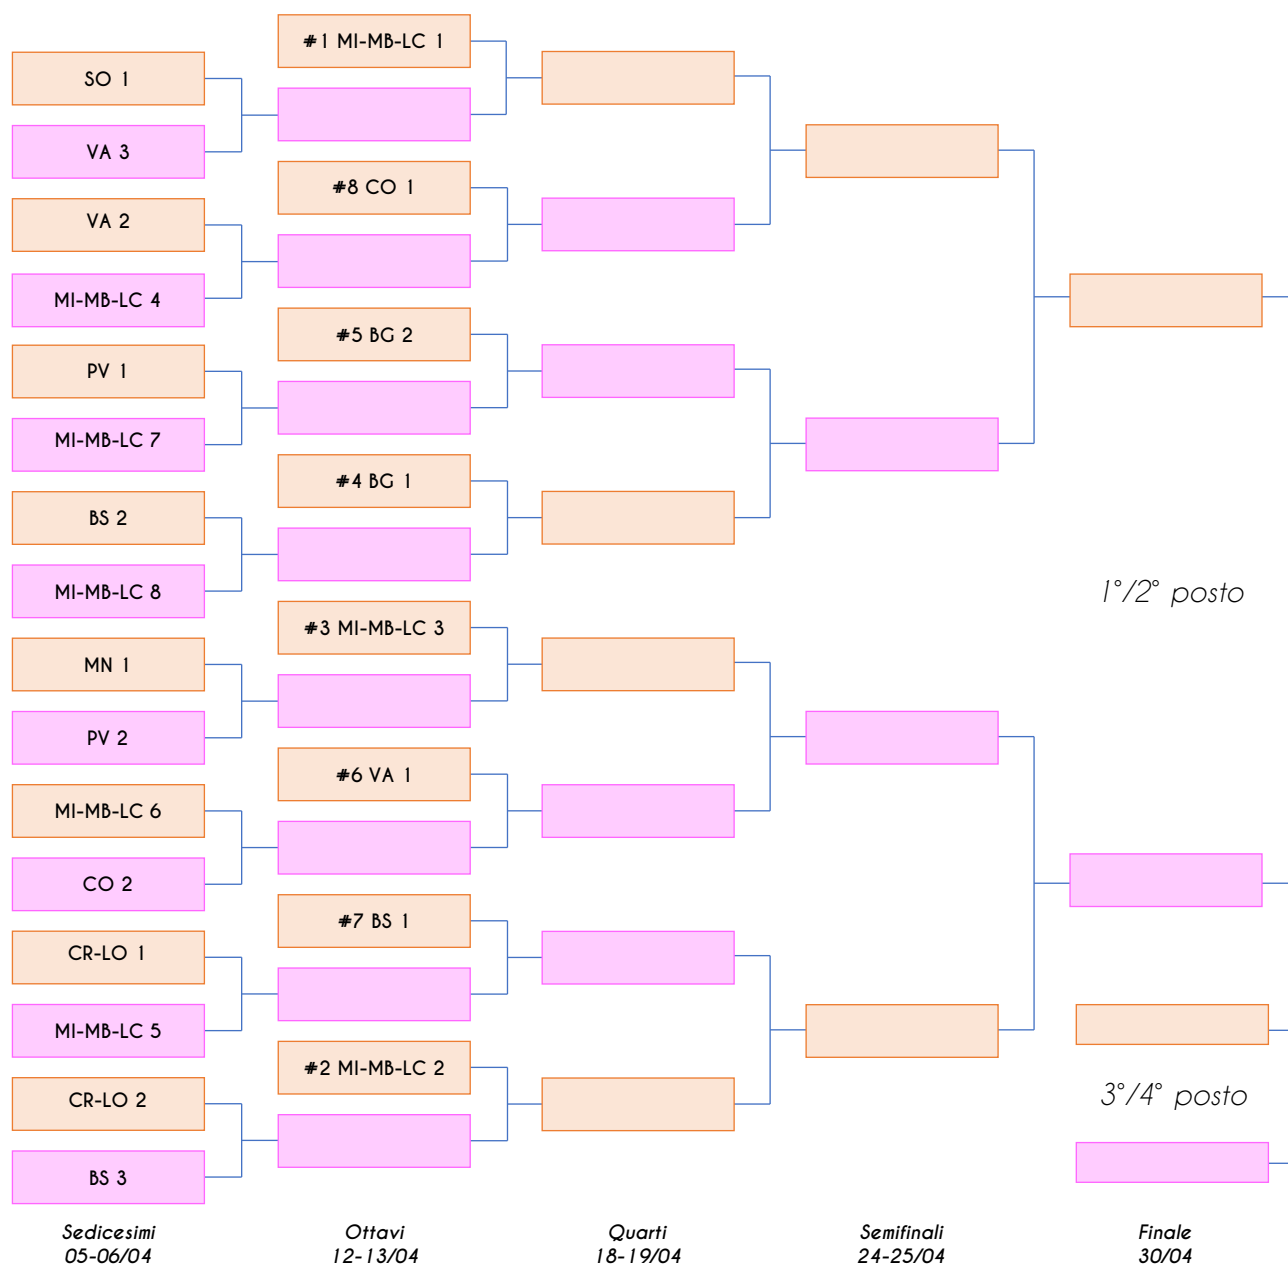 #1 MI-MB-LC 1
SO 1
VA 3
#8 CO 1
VA 2
MI-MB-LC 4
#5 BG 2
PV 1
MI-MB-LC 7
#4 BG 1
BS 2
MI-MB-LC 8
1°/2° posto
#3 MI-MB-LC 3
MN 1
PV 2
#6 VA 1
MI-MB-LC 6
CO 2
#7 BS 1
CR-LO 1
MI-MB-LC 5
#2 MI-MB-LC 2
CR-LO 2
3°/4° posto
BS 3
Sedicesimi
05-06/04
Ottavi
12-13/04
Quarti
18-19/04
Semifinali
24-25/04
Finale
30/04